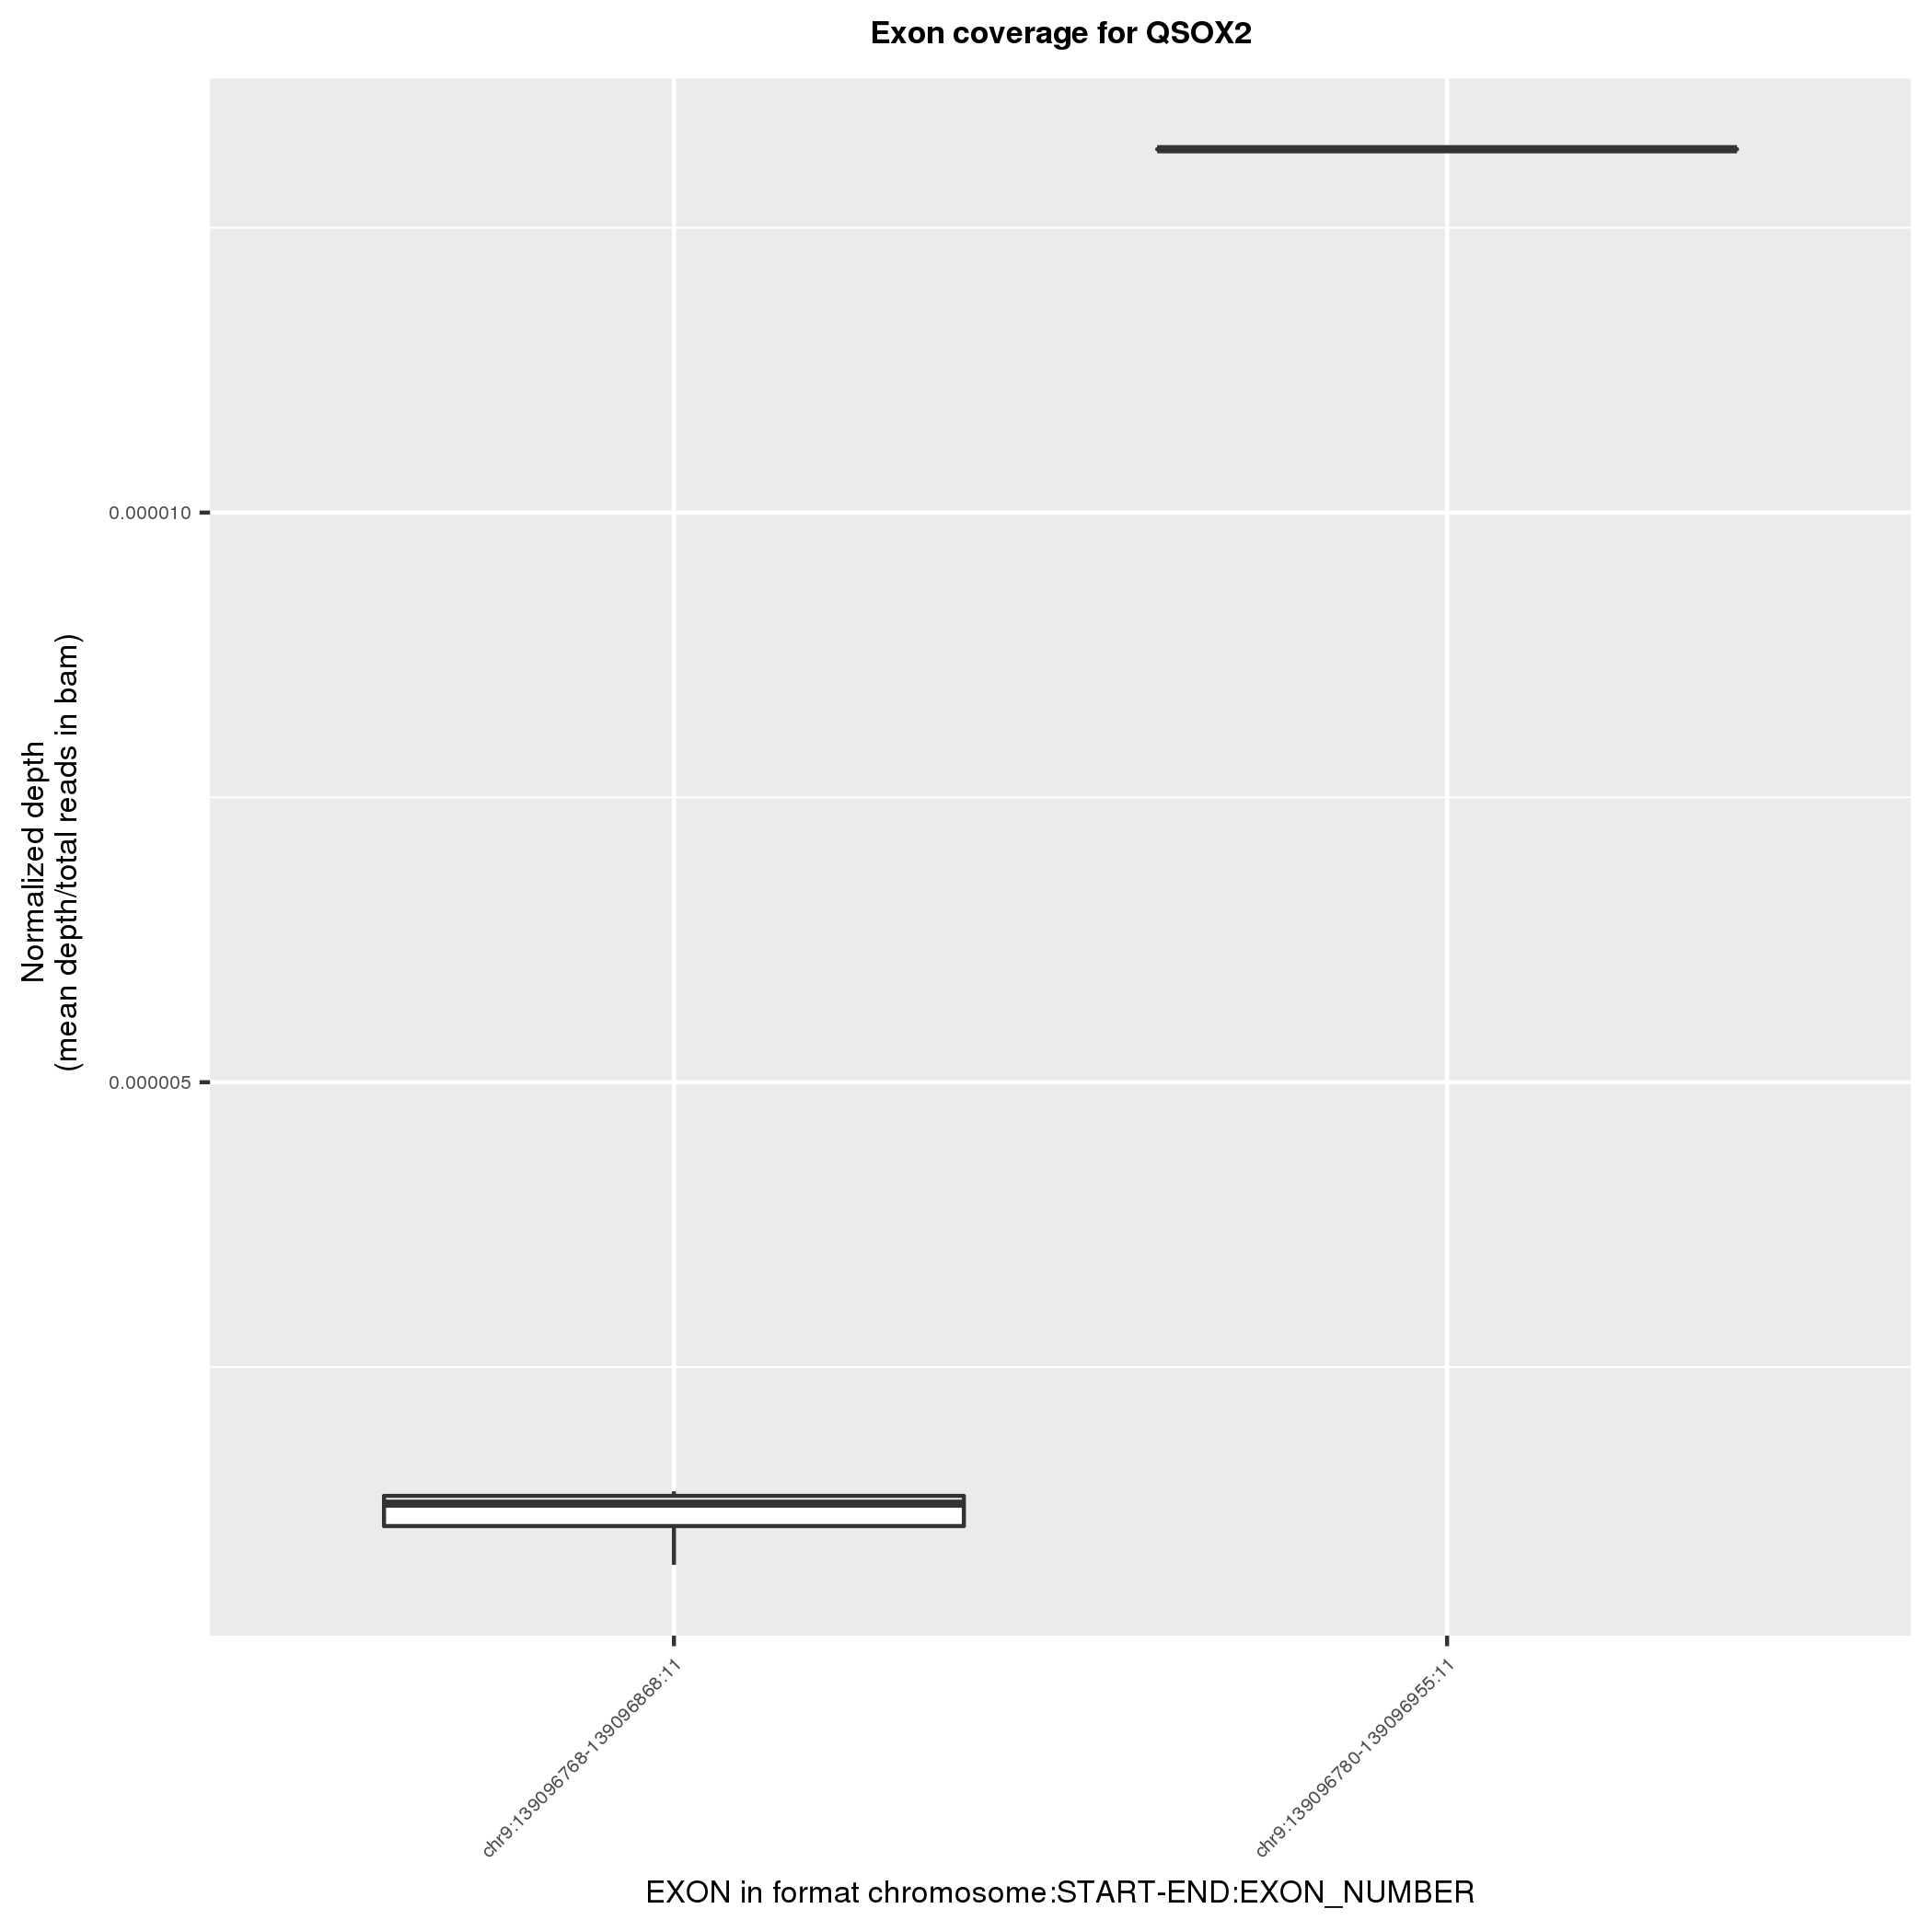 Exon coverage for QSOX2
Normalized depth
(mean depth/total reads in bam)
0.000010
0.000005
chr9:139096768-139096868:11
chr9:139096780-139096955:11
EXON in format chromosome:START-END:EXON_NUMBER